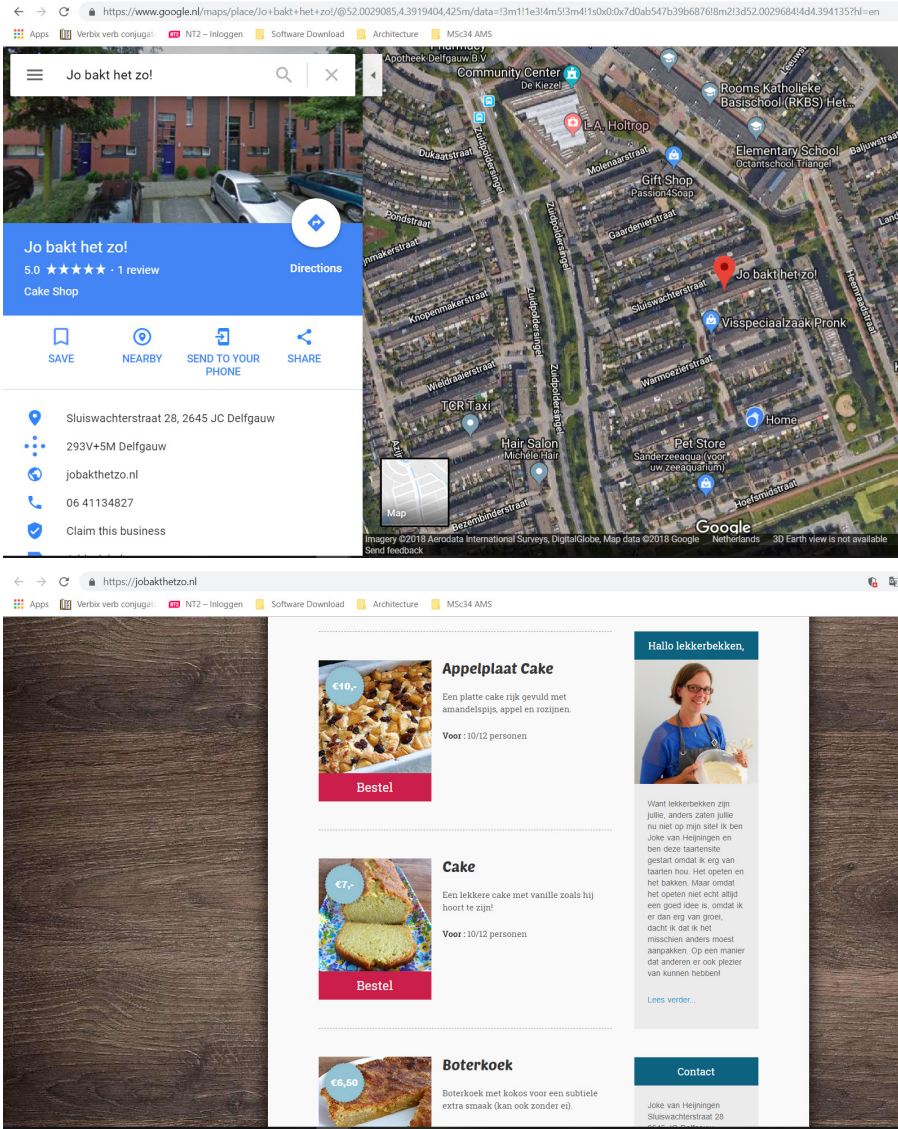 https://www.google.nl/maps/place/Jo+bakt+het+zo!/@52.0029085,4.3919404,425m/data=!3m1!1e3!4m5!3m4!1s0x0:0x7d0ab547b39b6876!8m2!3d52.0029684!4d4.394135?hl=en
Apps
Verbix verb conjugati
NT2 – Inloggen
Software Download
Architecture
MSc34 AMS
Jo bakt het zo!
Jo bakt het zo!
5.0 ★★★★★ · 1 review
Cake Shop
Directions
SAVE
NEARBY
SEND TO YOUR
PHONE
SHARE
Sluiswachterstraat 28, 2645 JC Delfgauw
293V+5M Delfgauw
jobakthetzo.nl
06 41134827
Claim this business
Apotheek Delfgauw B.V
Community Center
De Kiezel
Rooms Katholieke
Basischool (RKBS) Het...
L.A. Holtrop
Elementary School
Octantschool Triangel
Baljuwstraat
Dukaatstraat
Zuidpoldersingel
Molenaarstraat
Gift Shop
Passion4Soap
Pondstraat
Gaardenierstraat
Zuidpoldersingel
Jo bakt het zo!
Sluiswachterstraat
Heemraadstraat
Knopenmakerstraat
Zuidpoldersingel
Visspeciaalzaak Pronk
Wieldraaierstraat
Warmoezierstraat
TCR Taxi
Zuidpoldersingel
Home
Hair Salon
Michéle Hair
Pet Store
Sanderzeeaqua (voor
uw zeeaquarium)
Hoefsmidstraat
Bezembinderstraat
Map
Google
Imagery ©2018 Aerodata International Surveys, DigitalGlobe, Map data ©2018 Google
Netherlands
3D Earth view is not available
Send feedback
https://jobakthetzo.nl
Apps
Verbix verb conjugati
NT2 – Inloggen
Software Download
Architecture
MSc34 AMS
€10,-
Bestel
Appelplaat Cake
Een platte cake rijk gevuld met
amandelspijs, appel en rozijnen.
Voor : 10/12 personen
€7,-
Bestel
Cake
Een lekkere cake met vanille zoals hij
hoort te zijn!
Voor : 10/12 personen
€6,50
Boterkoek
Boterkoek met kokos voor een subtiele
extra smaak (kan ook zonder ei).
Hallo lekkerbekken,
Want lekkerbekken zijn
jullie, anders zaten jullie
nu niet op mijn site! Ik ben
Joke van Heijningen en
ben deze taartensite
gestart omdat ik erg van
taarten hou. Het opeten en
het bakken. Maar omdat
het opeten niet echt altijd
een goed idee is, omdat ik
er dan erg van groei,
dacht ik dat ik het
misschien anders moest
aanpakken. Op een manier
dat anderen er ook plezier
van kunnen hebben!
Lees verder...
Contact
Joke van Heijningen
Sluiswachterstraat 28